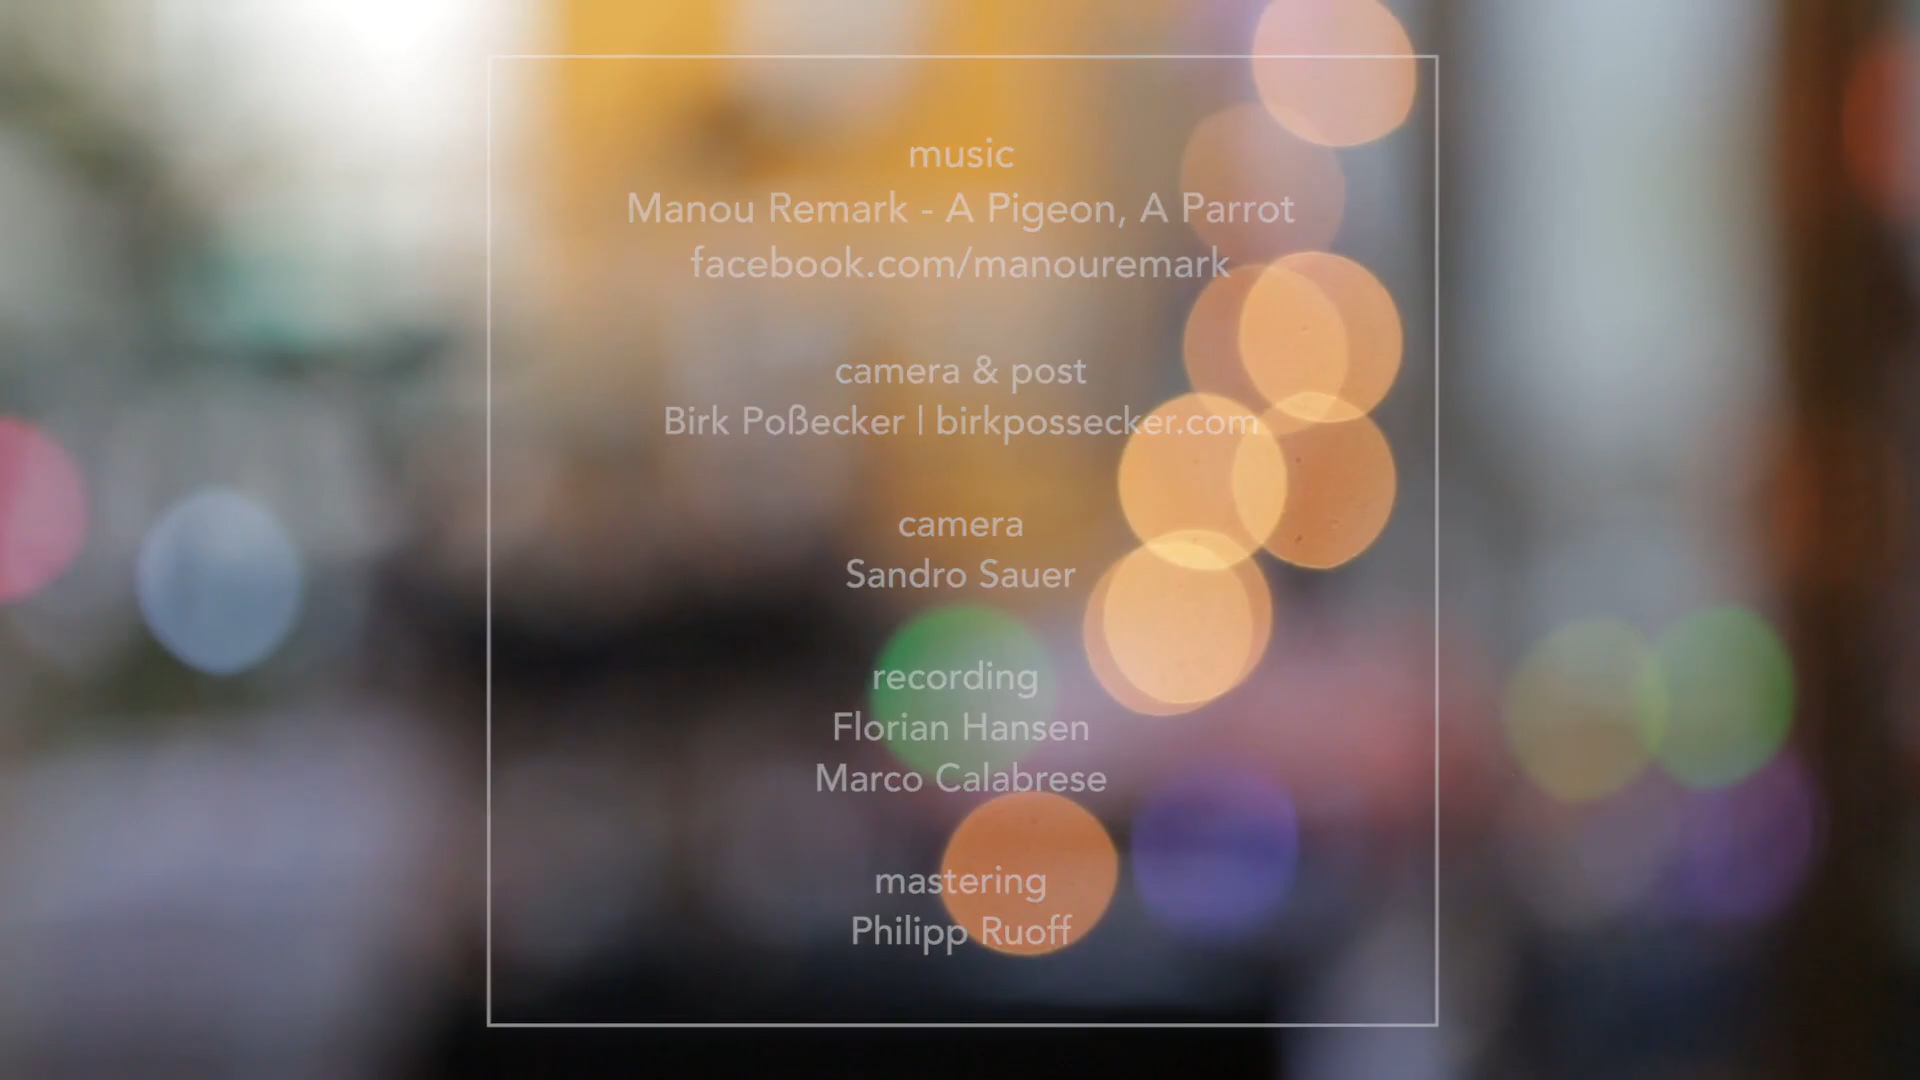 music
Manou Remark - A Pigeon, A Parrot
facebook.com/manouremark
camera & post
Birk Poßecker | birkpossecker.com
camera
Sandro Sauer
recording
Florian Hansen
Marco Calabrese
mastering
Philipp Ruoff